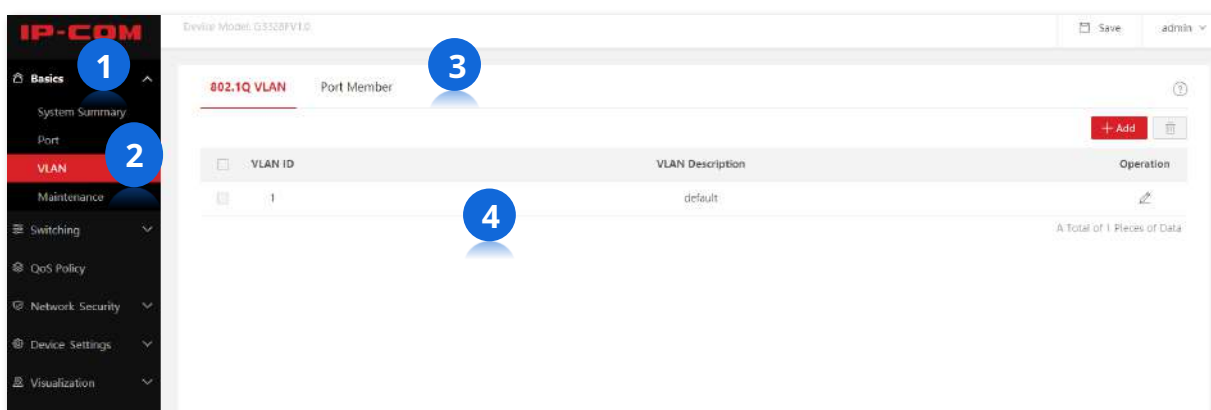 IP-COM
Device Model: G3328FV1.0
Save
admin
1
Basics
System Summary
Port
2
VLAN
Maintenance
Switching
QoS Policy
Network Security
Device Settings
Visualization
3
802.1Q VLAN Port Member
+ Add
VLAN ID VLAN Description Operation
1 default
4
A Total of 1 Pieces of Data